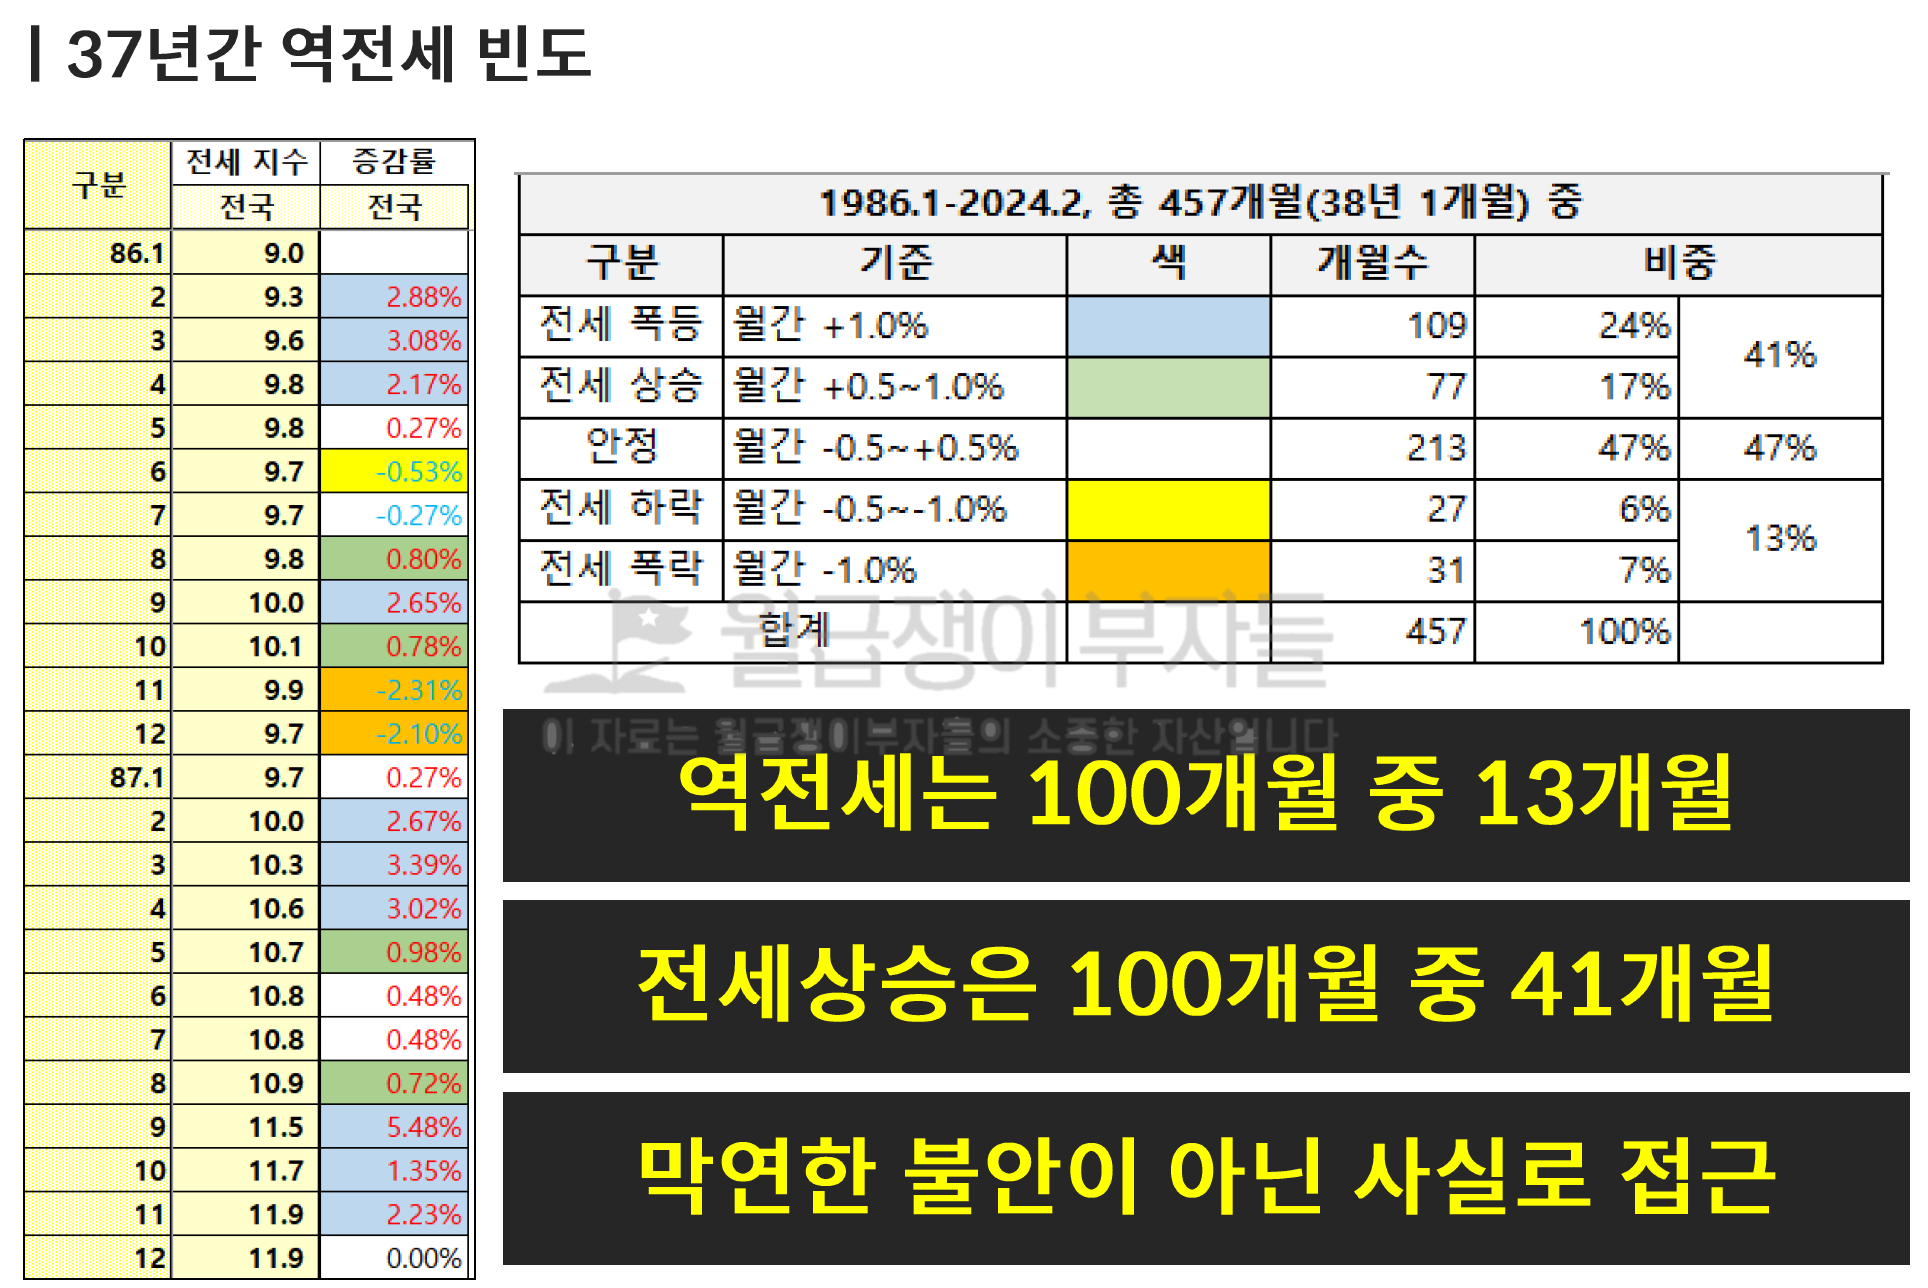 | 37년간 역전세 빈도
구분 전세 지수 증감률
전국 전국
86.1 9.0
2 9.3 2.88%
3 9.6 3.08%
4 9.8 2.17%
5 9.8 0.27%
6 9.7 -0.53%
7 9.7 -0.27%
8 9.8 0.80%
9 10.0 2.65%
10 10.1 0.78%
11 9.9 -2.31%
12 9.7 -2.10%
87.1 9.7 0.27%
2 10.0 2.67%
3 10.3 3.39%
4 10.6 3.02%
5 10.7 0.98%
6 10.8 0.48%
7 10.8 0.48%
8 10.9 0.72%
9 11.5 5.48%
10 11.7 1.35%
11 11.9 2.23%
12 11.9 0.00%
1986.1-2024.2, 총 457개월(38년 1개월) 중
구분 기준 색 개월수 비중
전세 폭등 월간 +1.0% 109 24% 41%
전세 상승 월간 +0.5~1.0% 77 17%
안정 월간 -0.5~+0.5% 213 47% 47%
전세 하락 월간 -0.5~-1.0% 27 6% 13%
전세 폭락 월간 -1.0% 31 7%
합계 457 100%
월급쟁이부자들
이 자료는 월급쟁이부자들의 소중한 자산입니다
역전세는 100개월 중 13개월
전세상승은 100개월 중 41개월
막연한 불안이 아닌 사실로 접근